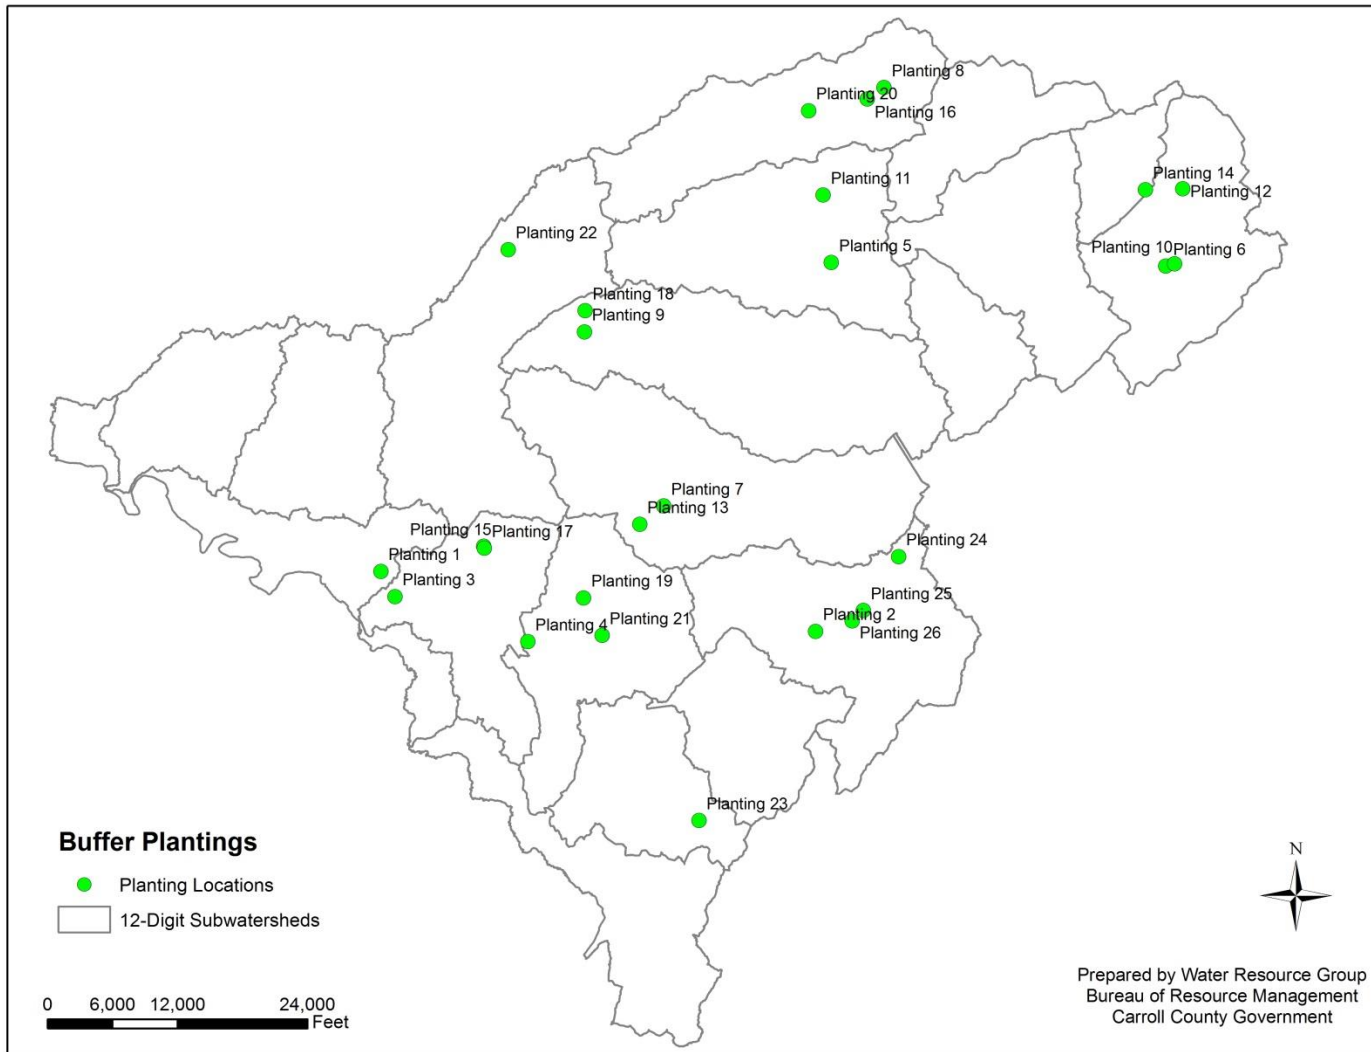 Planting 8
Planting 20
Planting 16
Planting 14
Planting 11
Planting 12
Planting 22
Planting 5
Planting 10
Planting 6
Planting 18
Planting 9
Planting 7
Planting 13
Planting 15
Planting 17
Planting 24
Planting 1
Planting 3
Planting 19
Planting 25
Planting 2
Planting 4
Planting 21
Planting 26
Planting 23
Buffer Plantings
Planting Locations
12-Digit Subwatersheds
0 6,000 12,000 24,000
Feet
N
Prepared by Water Resource Group
Bureau of Resource Management
Carroll County Government